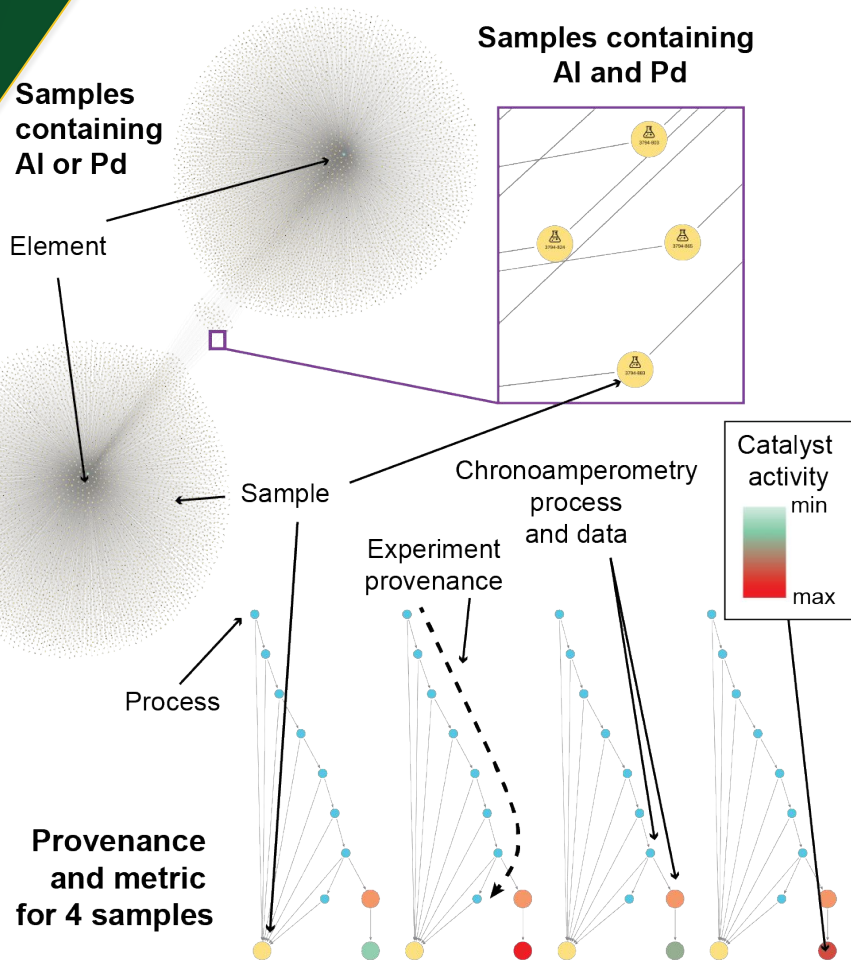 Samples containing
Al and Pd
Samples
containing
Al or Pd
Element
Sample
Chronoamperometry
process
and data
Catalyst
activity
min
max
Experiment
provenance
Process
Provenance
and metric
for 4 samples